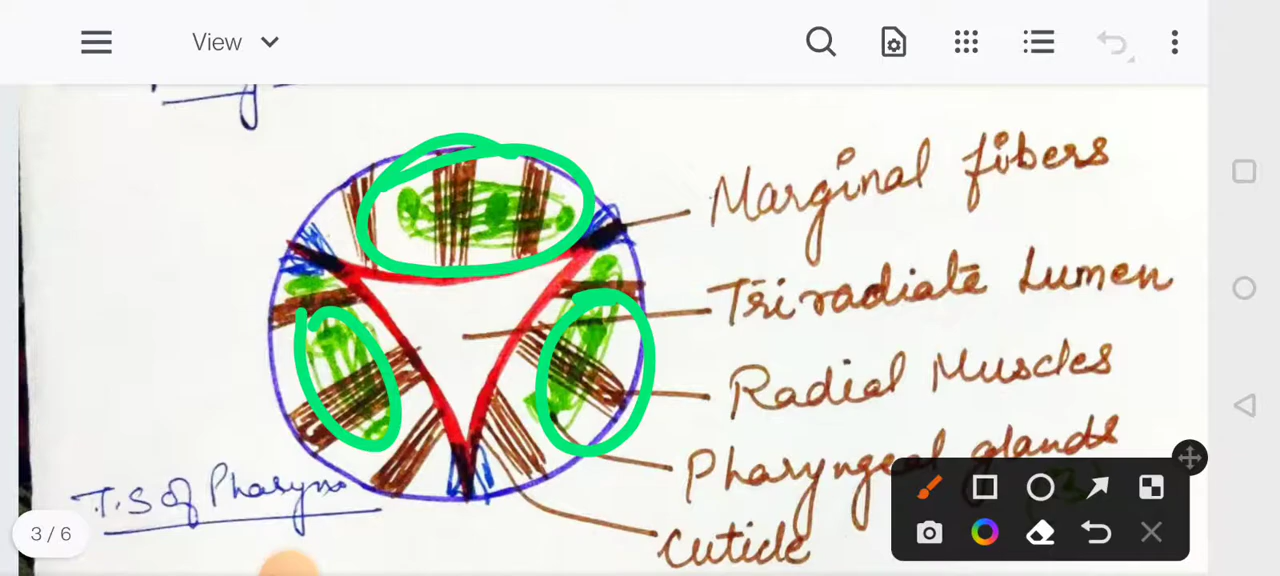 View
Marginal fibers
Triradiate Lumen
Radial Muscles
Pharyngeal glands
Cuticle
T.S of Pharynx
3 / 6